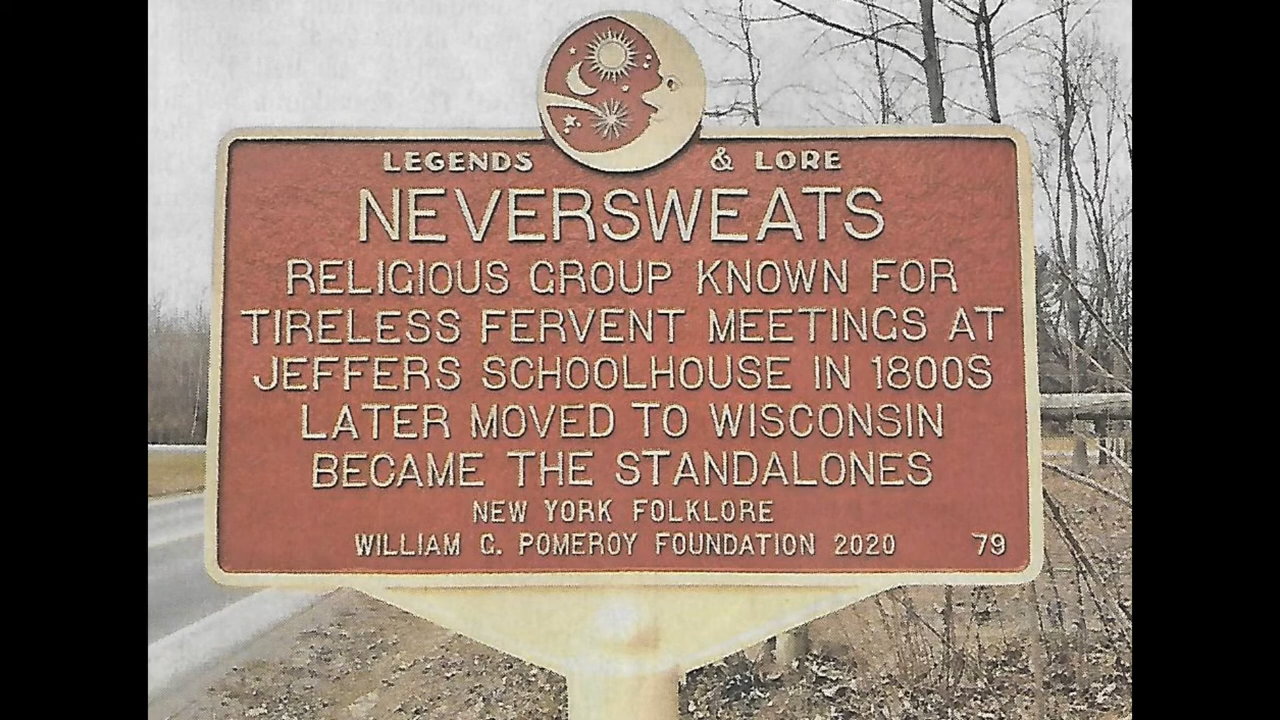 LEGENDS & LORE
NEVERSWEATS
RELIGIOUS GROUP KNOWN FOR
TIRELESS FERVENT MEETINGS AT
JEFFERS SCHOOLHOUSE IN 1800S
LATER MOVED TO WISCONSIN
BECAME THE STANDALONES
NEW YORK FOLKLORE
WILLIAM G. POMEROY FOUNDATION 2020 79